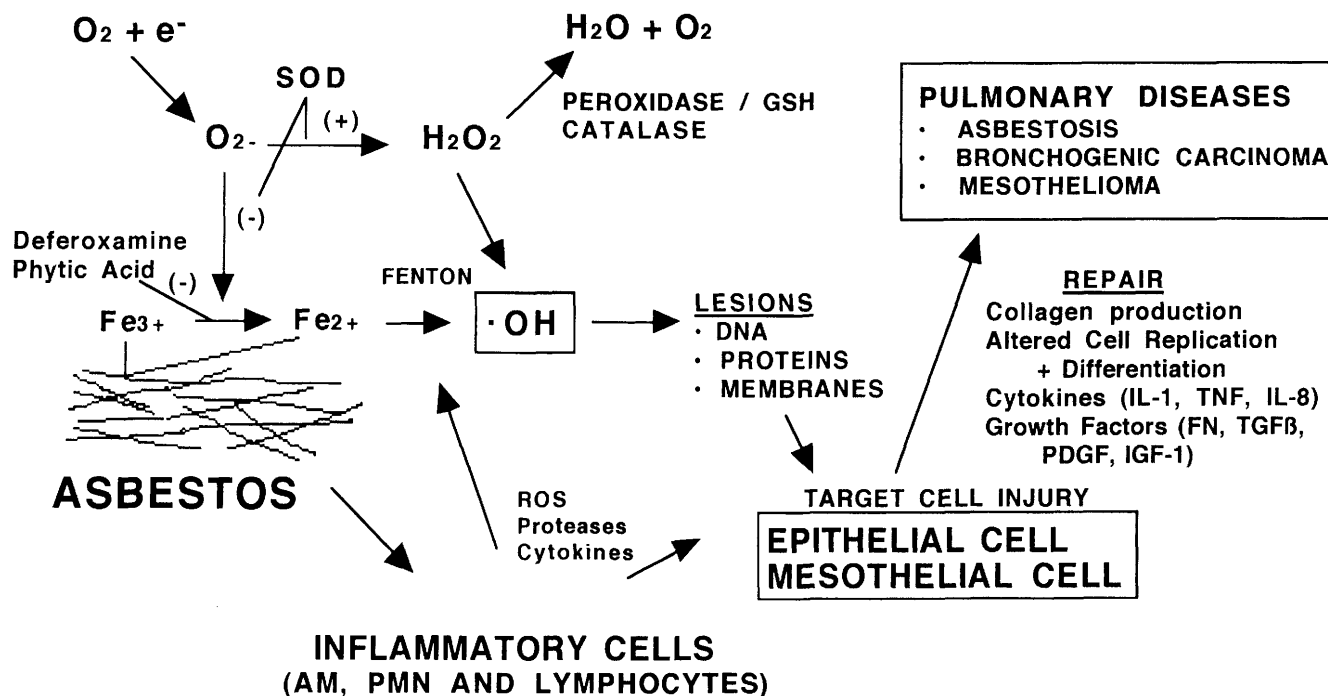 O2 + e-
SOD
(+)
O2-
H2O2
H2O + O2
PEROXIDASE / GSH
CATALASE
(-)
Deferoxamine
Phytic Acid
(-)
Fe3+
Fe2+
FENTON
·OH
LESIONS
· DNA
· PROTEINS
· MEMBRANES
PULMONARY DISEASES
· ASBESTOSIS
· BRONCHOGENIC CARCINOMA
· MESOTHELIOMA
REPAIR
Collagen production
Altered Cell Replication
+ Differentiation
Cytokines (IL-1, TNF, IL-8)
Growth Factors (FN, TGFß,
PDGF, IGF-1)
ASBESTOS
ROS
Proteases
Cytokines
TARGET CELL INJURY
EPITHELIAL CELL
MESOTHELIAL CELL
INFLAMMATORY CELLS
(AM, PMN AND LYMPHOCYTES)